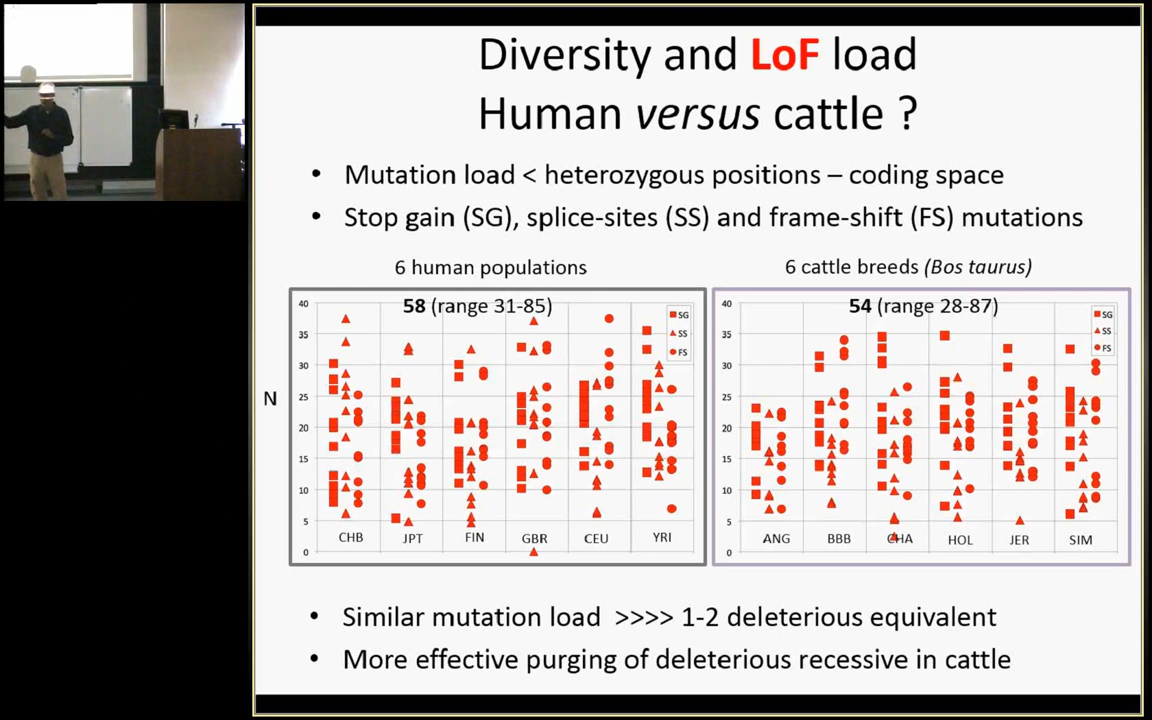 Diversity and LoF load
Human versus cattle ?
• Mutation load < heterozygous positions – coding space
• Stop gain (SG), splice-sites (SS) and frame-shift (FS) mutations
6 human populations
58 (range 31-85)
40
35
30
25
20
15
10
5
0
N
SG
SS
FS
CHB JPT FIN GBR CEU YRI
6 cattle breeds (Bos taurus)
54 (range 28-87)
40
35
30
25
20
15
10
5
0
SG
SS
FS
ANG BBB CHA HOL JER SIM
• Similar mutation load >>>> 1-2 deleterious equivalent
• More effective purging of deleterious recessive in cattle